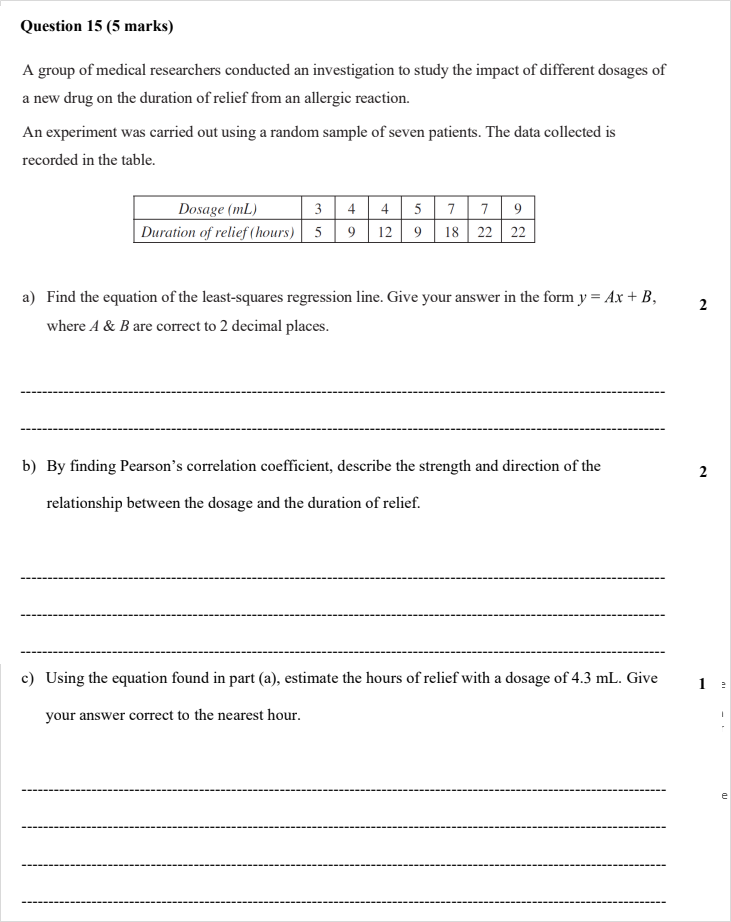 Question 15 (5 marks)
A group of medical researchers conducted an investigation to study the impact of different dosages of
a new drug on the duration of relief from an allergic reaction.
An experiment was carried out using a random sample of seven patients. The data collected is
recorded in the table.
Dosage (mL) 3 4 4 5 7 7 9
Duration of relief (hours) 5 9 12 9 18 22 22
a) Find the equation of the least-squares regression line. Give your answer in the form y = Ax + B, 2
where A & B are correct to 2 decimal places.
b) By finding Pearson's correlation coefficient, describe the strength and direction of the 2
relationship between the dosage and the duration of relief.
c) Using the equation found in part (a), estimate the hours of relief with a dosage of 4.3 mL. Give 1
your answer correct to the nearest hour.
e